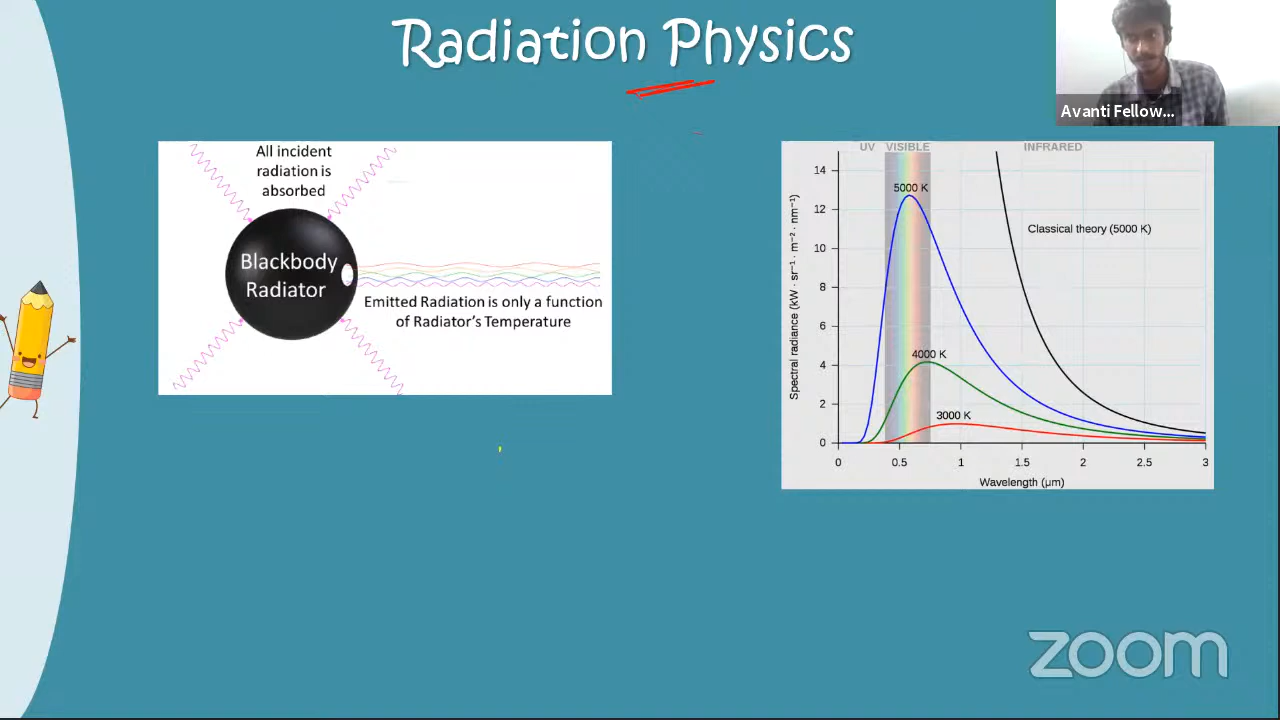 Radiation Physics
Avanti Fellow...
All incident
radiation is
absorbed
Blackbody
Radiator
Emitted Radiation is only a function
of Radiator's Temperature
UV VISIBLE INFRARED
14
12
10
8
6
4
2
0
Spectral radiance (kW · sr⁻¹ · m⁻² · nm⁻¹)
5000 K
Classical theory (5000 K)
4000 K
3000 K
0 0.5 1 1.5 2 2.5 3
Wavelength (μm)
zoom